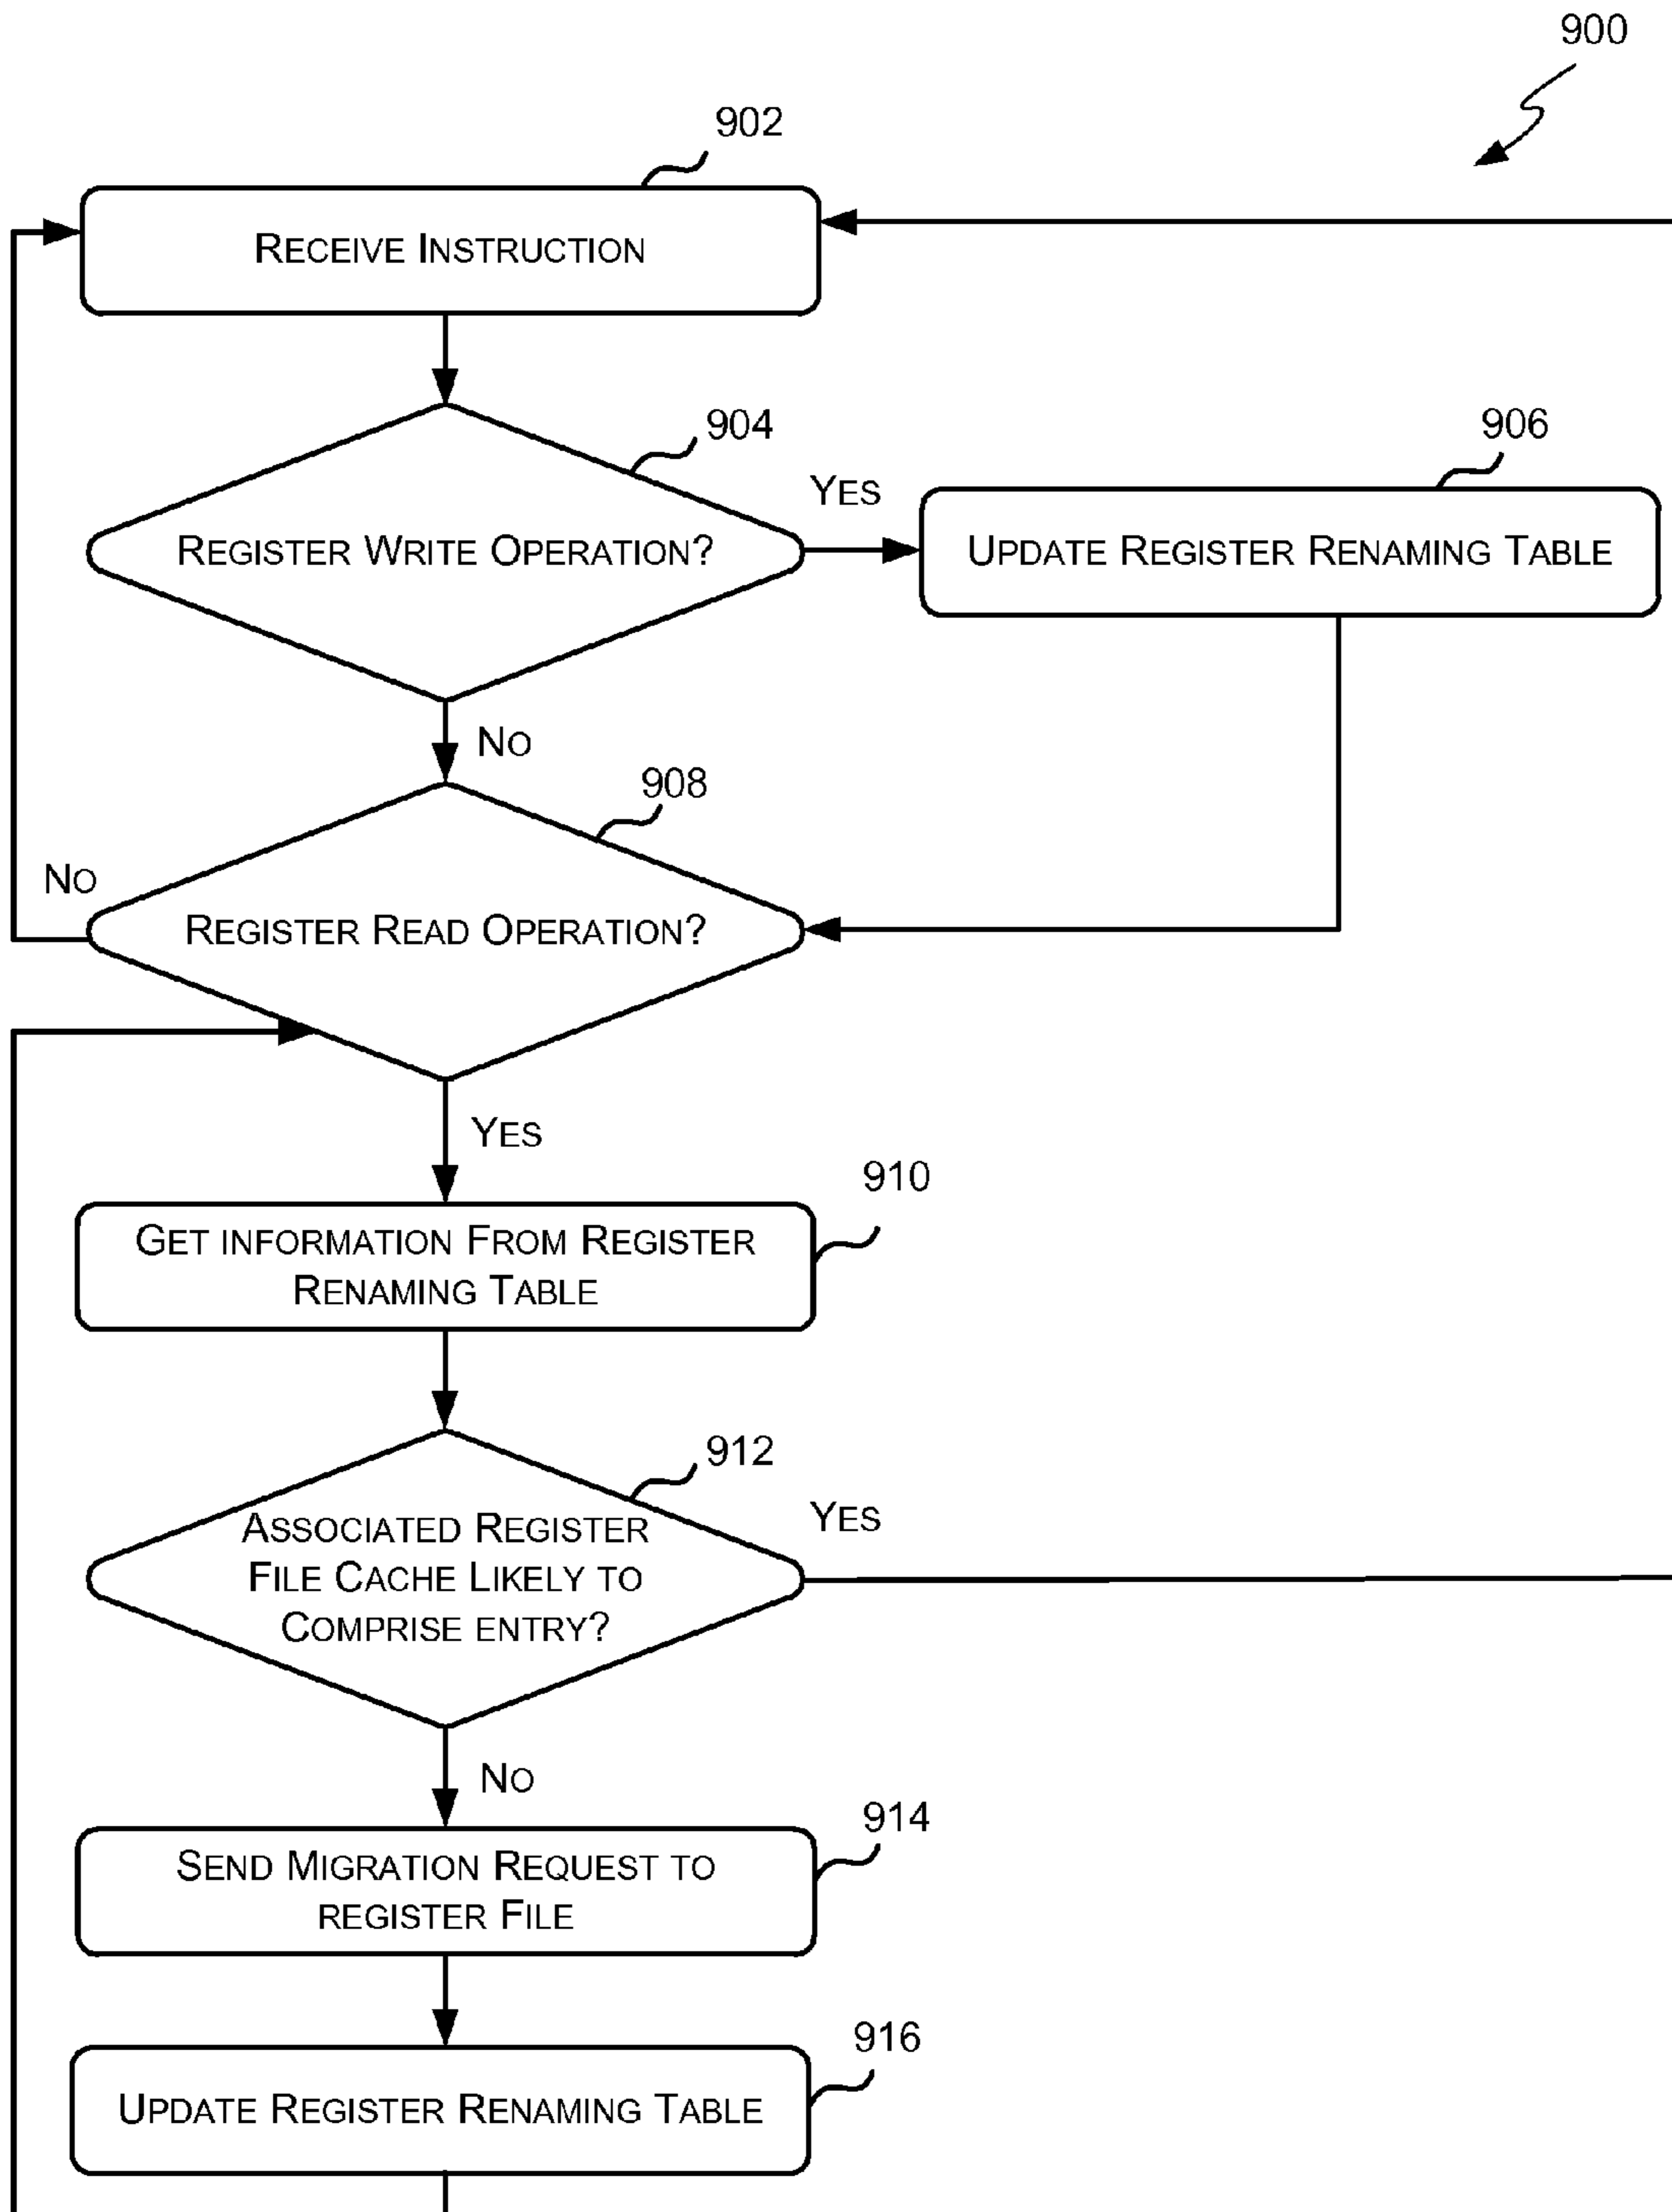 900
902
RECEIVE INSTRUCTION
904
906
YES
REGISTER WRITE OPERATION?
UPDATE REGISTER RENAMING TABLE
NO
908
NO
REGISTER READ OPERATION?
YES
910
GET INFORMATION FROM REGISTER
RENAMING TABLE
912
YES
ASSOCIATED REGISTER
FILE CACHE LIKELY TO
COMPRISE ENTRY?
NO
914
SEND MIGRATION REQUEST TO
REGISTER FILE
916
UPDATE REGISTER RENAMING TABLE